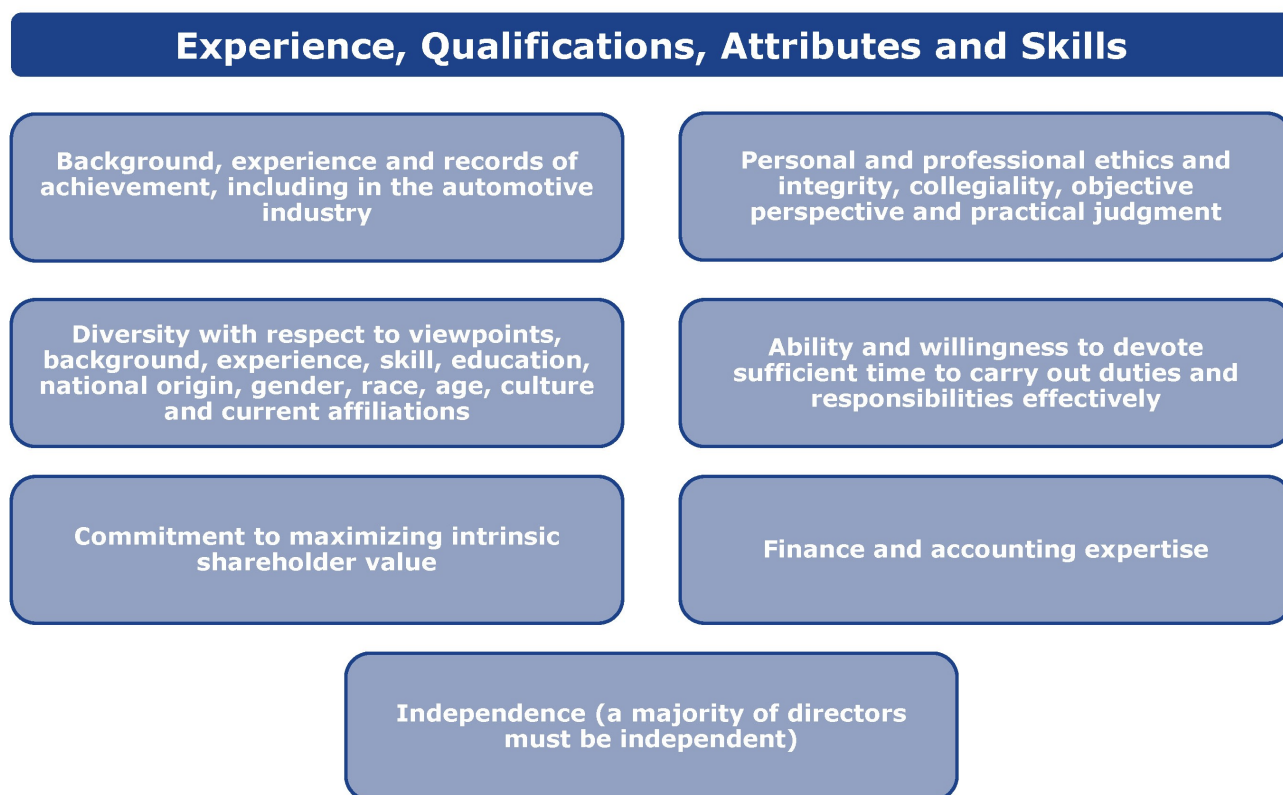 Experience, Qualifications, Attributes and Skills
Background, experience and records of
achievement, including in the automotive
industry
Personal and professional ethics and
integrity, collegiality, objective
perspective and practical judgment
Diversity with respect to viewpoints,
background, experience, skill, education,
national origin, gender, race, age, culture
and current affiliations
Ability and willingness to devote
sufficient time to carry out duties and
responsibilities effectively
Commitment to maximizing intrinsic
shareholder value
Finance and accounting expertise
Independence (a majority of directors
must be independent)